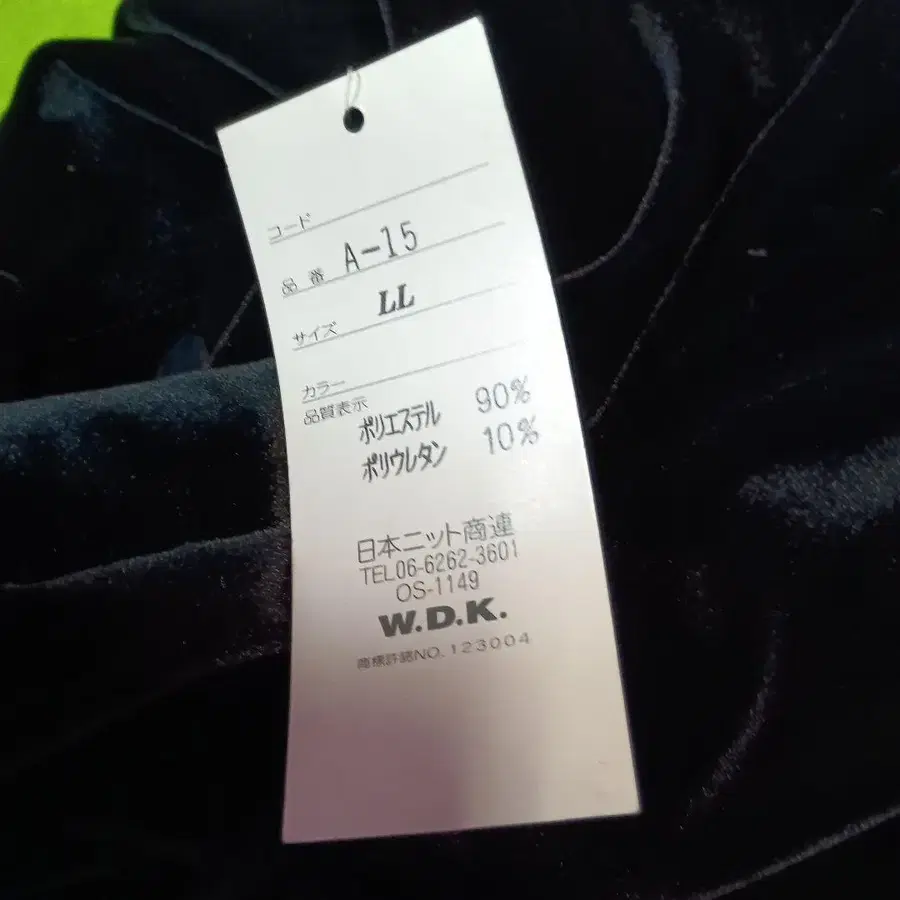 コード
品番 A-15
サイズ LL
カラー
品質表示
ポリエステル 90%
ポリウレタン 10%
日本ニット商連
TEL06-6262-3601
OS-1149
W.D.K.
商標許諾NO.123004